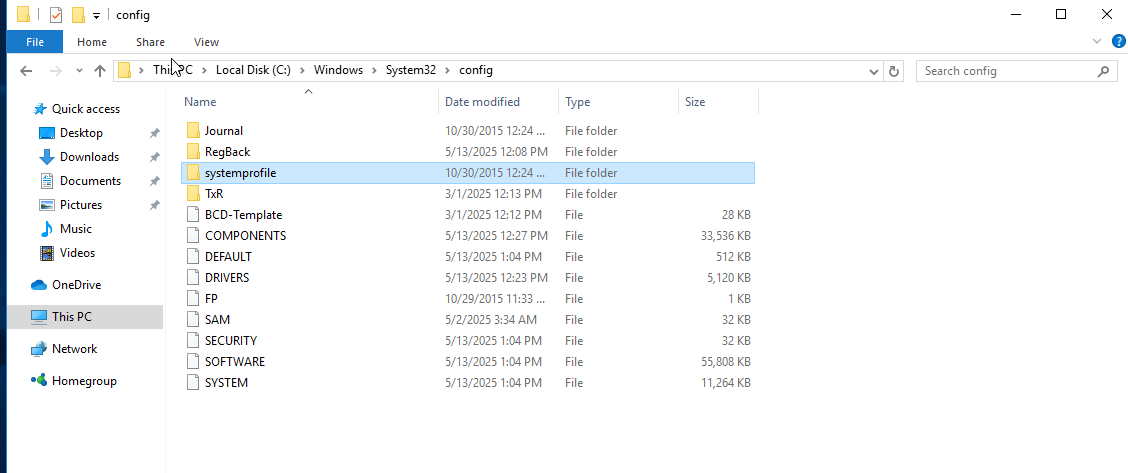 config
File Home Share View
This PC Local Disk (C:) Windows System32 config Search config
Name Date modified Type Size
Quick access
Desktop
Downloads
Documents
Pictures
Music
Videos
OneDrive
This PC
Network
Homegroup
Journal 10/30/2015 12:24 ... File folder
RegBack 5/13/2025 12:08 PM File folder
systemprofile 10/30/2015 12:24 ... File folder
TxR 3/1/2025 12:13 PM File folder
BCD-Template 3/1/2025 12:12 PM File 28 KB
COMPONENTS 5/13/2025 12:27 PM File 33,536 KB
DEFAULT 5/13/2025 1:04 PM File 512 KB
DRIVERS 5/13/2025 12:23 PM File 5,120 KB
FP 10/29/2015 11:33 ... File 1 KB
SAM 5/2/2025 3:34 AM File 32 KB
SECURITY 5/13/2025 1:04 PM File 32 KB
SOFTWARE 5/13/2025 1:04 PM File 55,808 KB
SYSTEM 5/13/2025 1:04 PM File 11,264 KB